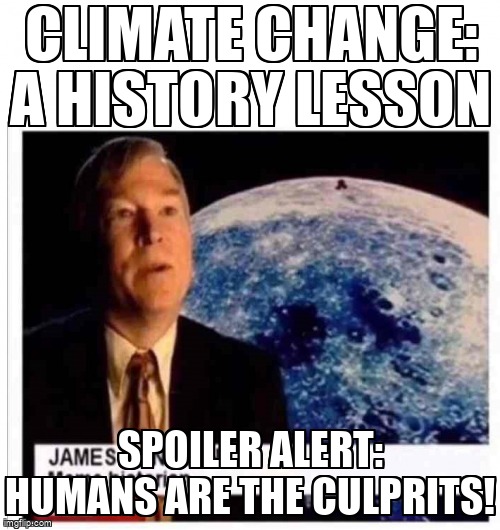 CLIMATE CHANGE:
A HISTORY LESSON
JAMES
SPOILER ALERT:
HUMANS ARE THE CULPRITS!
imgflip.com